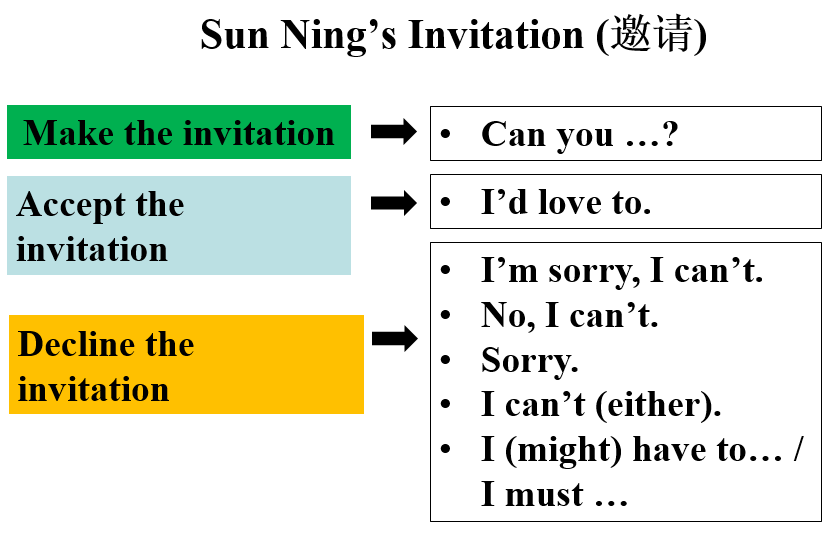 Sun Ning’s Invitation (邀请)
Make the invitation
• Can you …?
Accept the
invitation
• I’d love to.
Decline the
invitation
• I’m sorry, I can’t.
• No, I can’t.
• Sorry.
• I can’t (either).
• I (might) have to… /
I must …